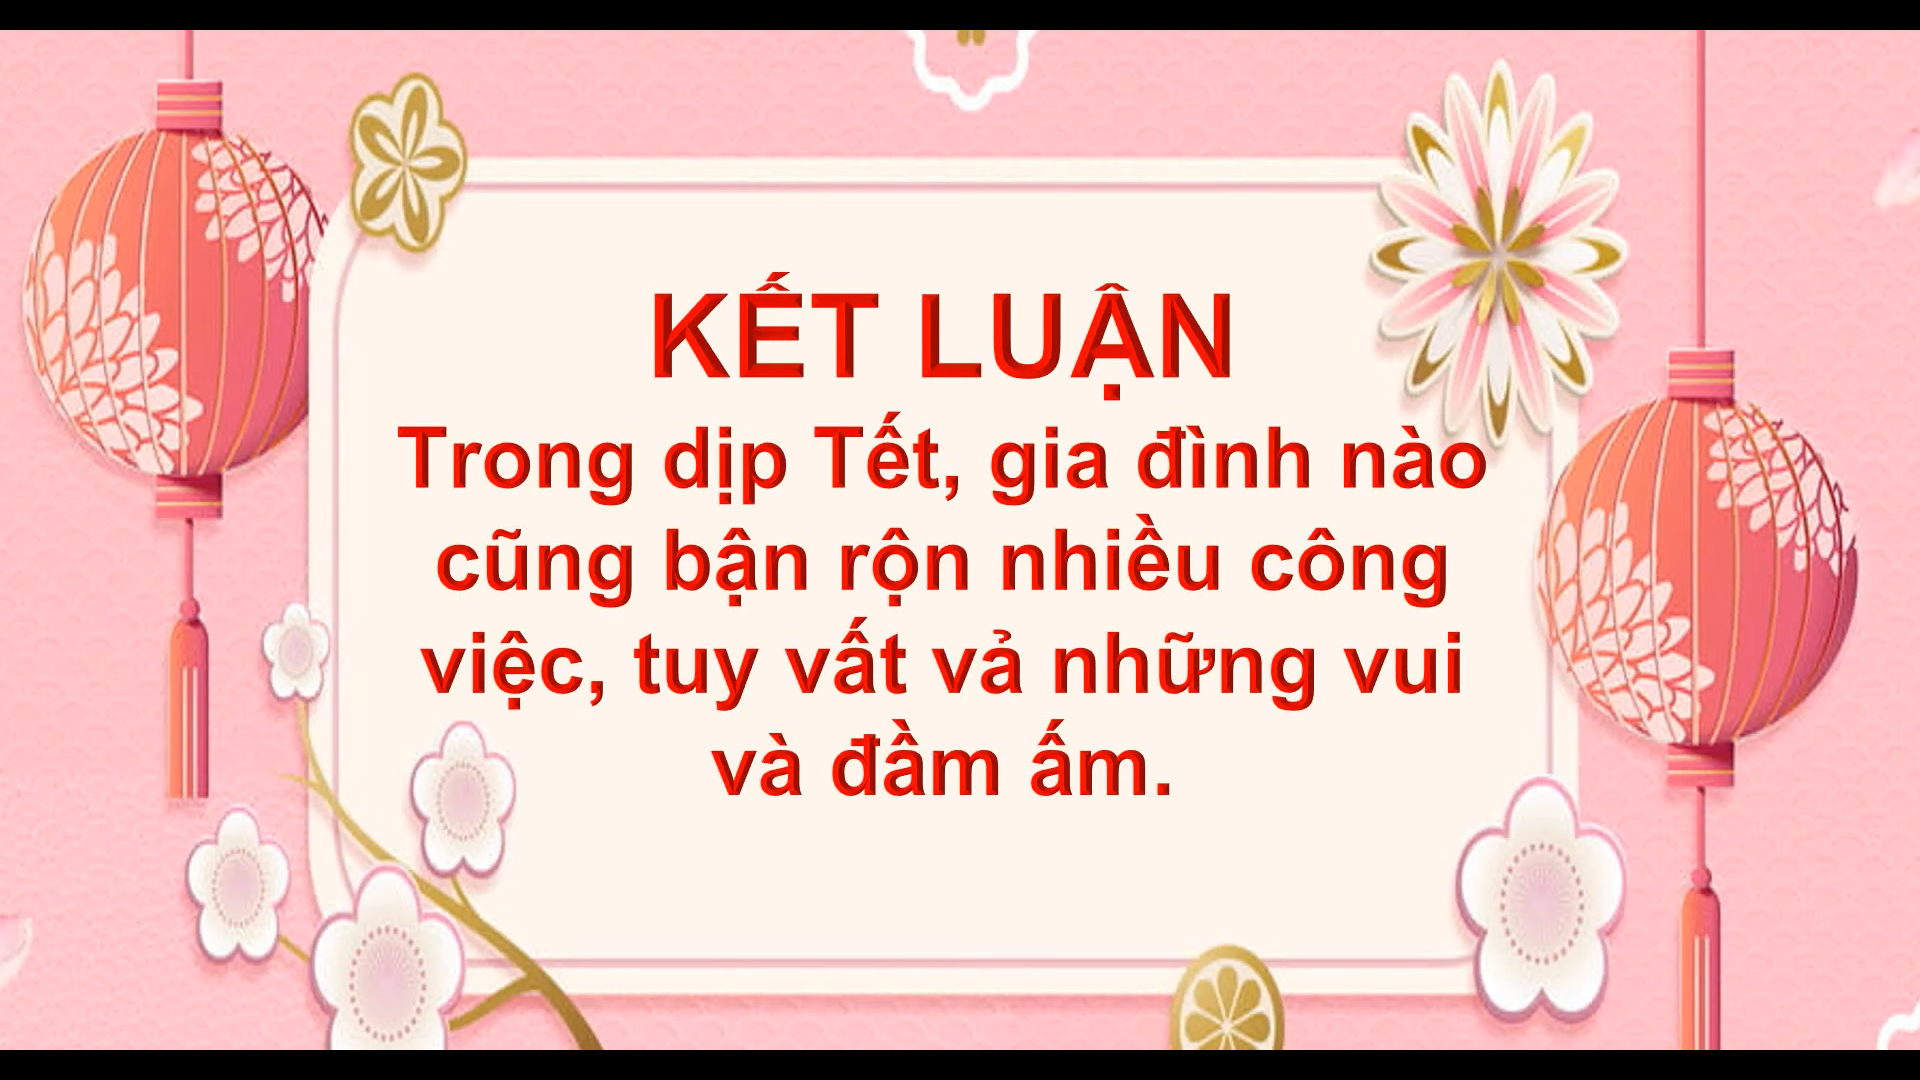 KẾT LUẬN
Trong dịp Tết, gia đình nào
cũng bận rộn nhiều công
việc, tuy vất vả những vui
và đầm ấm.